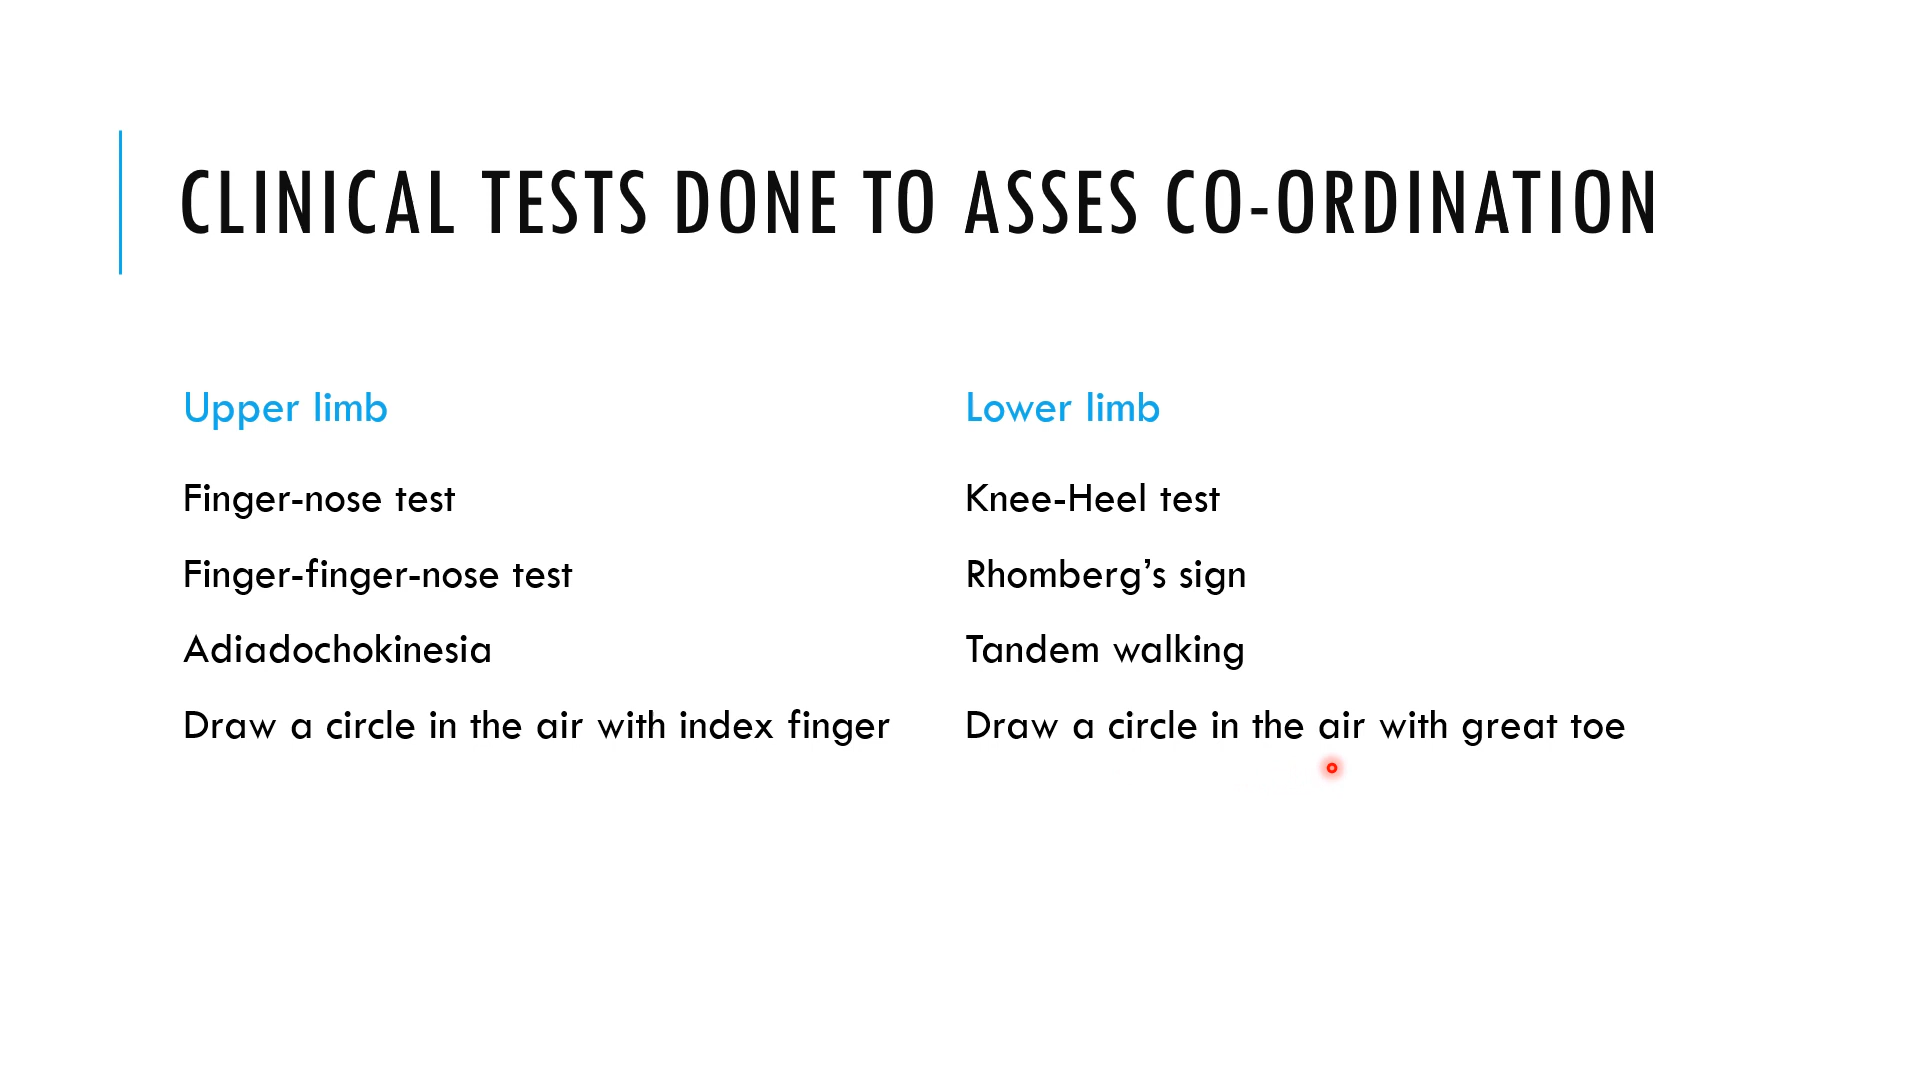 CLINICAL TESTS DONE TO ASSES CO-ORDINATION
Upper limb
Finger-nose test
Finger-finger-nose test
Adiadochokinesia
Draw a circle in the air with index finger
Lower limb
Knee-Heel test
Rhomberg’s sign
Tandem walking
Draw a circle in the air with great toe